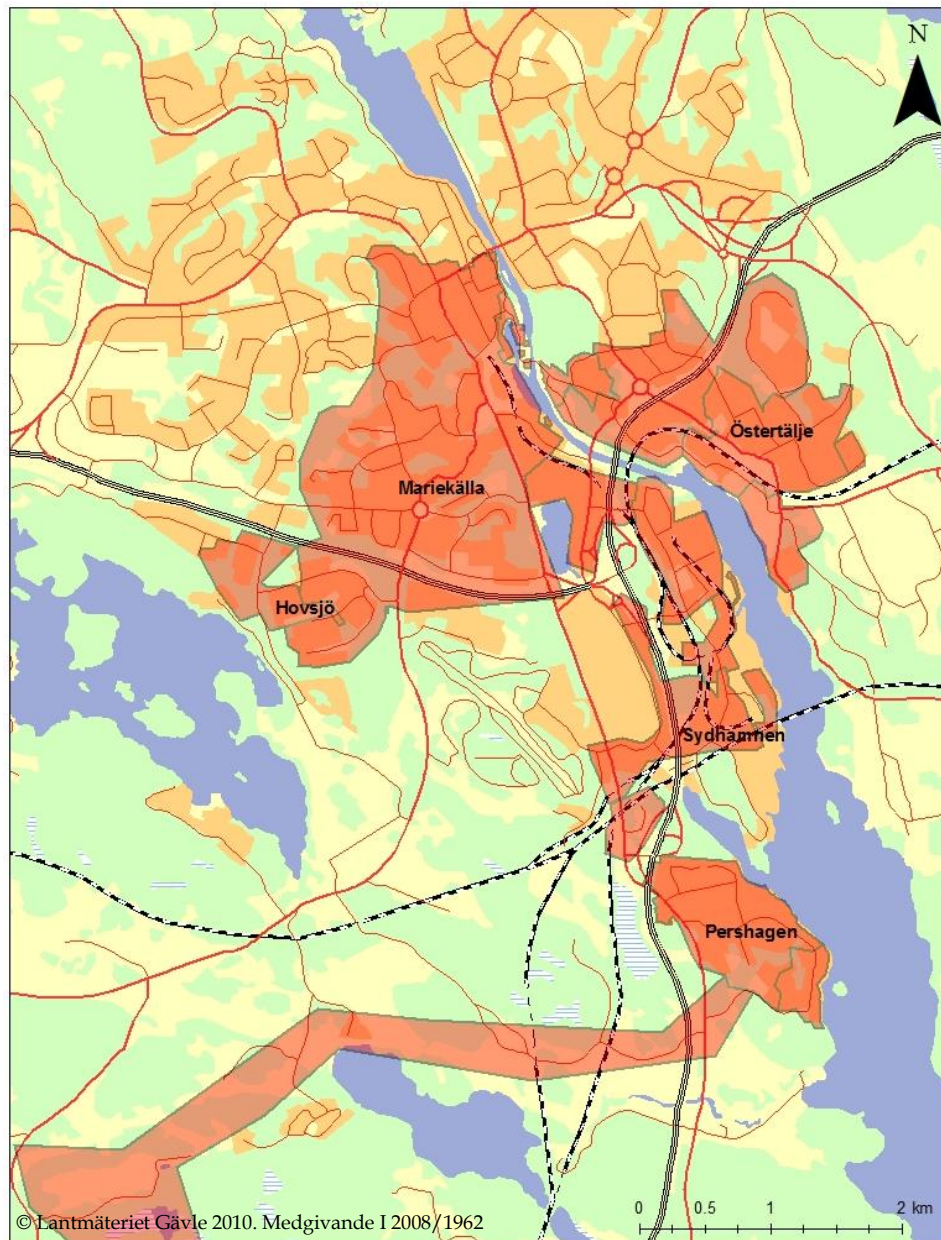 N
Östertälje
Mariekälla
Hovsjö
Sydhamnen
Pershagen
0 0.5 1 2 km
© Lantmäteriet Gävle 2010. Medgivande I 2008/1962